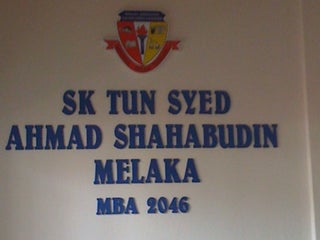 SK TUN SYED
AHMAD SHAHABUDIN
MELAKA
MBA 2046